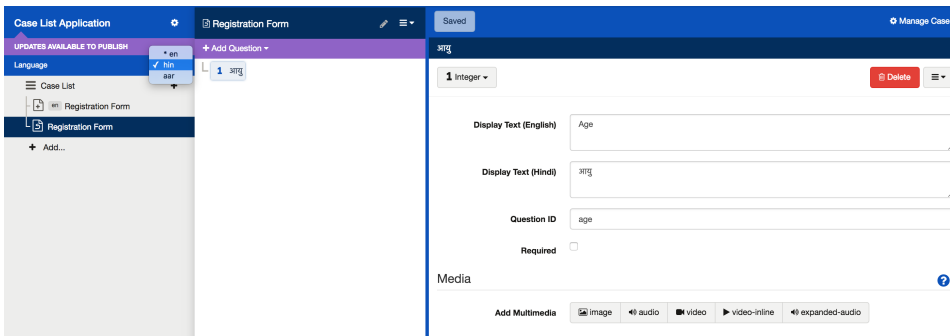 Case List Application
UPDATES AVAILABLE TO PUBLISH
Language
* en
✓ hin
aar
Case List
en Registration Form
Registration Form
Add...
Registration Form
+ Add Question
1 आयु
Saved
Manage Case
आयु
1 Integer
Delete
Display Text (English)
Age
Display Text (Hindi)
आयु
Question ID
age
Required
Media
?
Add Multimedia
image
audio
video
video-inline
expanded-audio